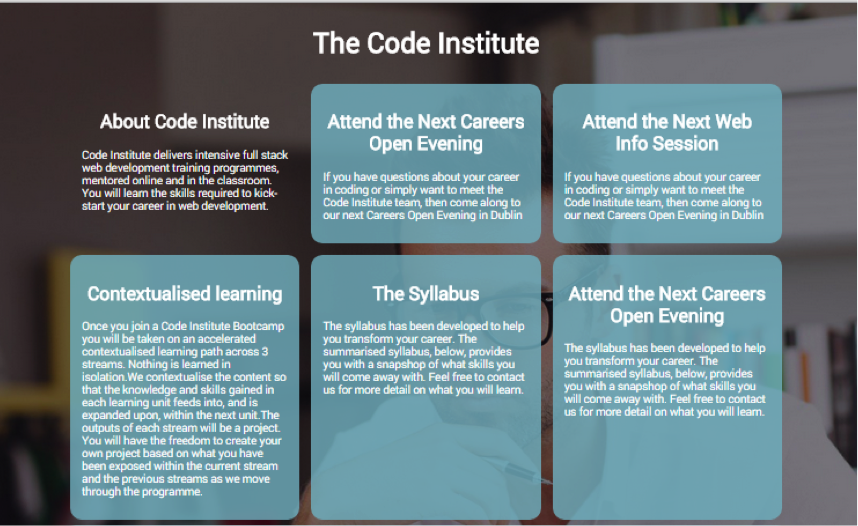 The Code Institute
About Code Institute
Code Institute delivers intensive full stack
web development training programmes,
mentored online and in the classroom.
You will learn the skills required to kick-
start your career in web development.
Attend the Next Careers
Open Evening
If you have questions about your career
in coding or simply want to meet the
Code Institute team, then come along to
our next Careers Open Evening in Dublin
Attend the Next Web
Info Session
If you have questions about your career
in coding or simply want to meet the
Code Institute team, then come along to
our next Careers Open Evening in Dublin
Contextualised learning
Once you join a Code Institute Bootcamp
you will be taken on an accelerated
contextualised learning path across 3
streams. Nothing is learned in
isolation.We contextualise the content so
that the knowledge and skills gained in
each learning unit feeds into, and is
expanded upon, within the next unit.The
outputs of each stream will be a project.
You will have the freedom to create your
own project based on what you have
been exposed within the current stream
and the previous streams as we move
through the programme.
The Syllabus
The syllabus has been developed to help
you transform your career. The
summarised syllabus, below, provides
you with a snapshop of what skills you
will come away with. Feel free to contact
us for more detail on what you will learn.
Attend the Next Careers
Open Evening
The syllabus has been developed to help
you transform your career. The
summarised syllabus, below, provides
you with a snapshop of what skills you
will come away with. Feel free to contact
us for more detail on what you will learn.